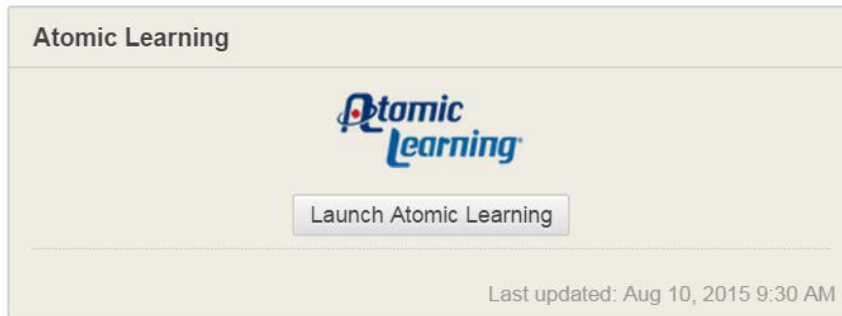 Atomic Learning
Atomic
Learning
Launch Atomic Learning
Last updated: Aug 10, 2015 9:30 AM